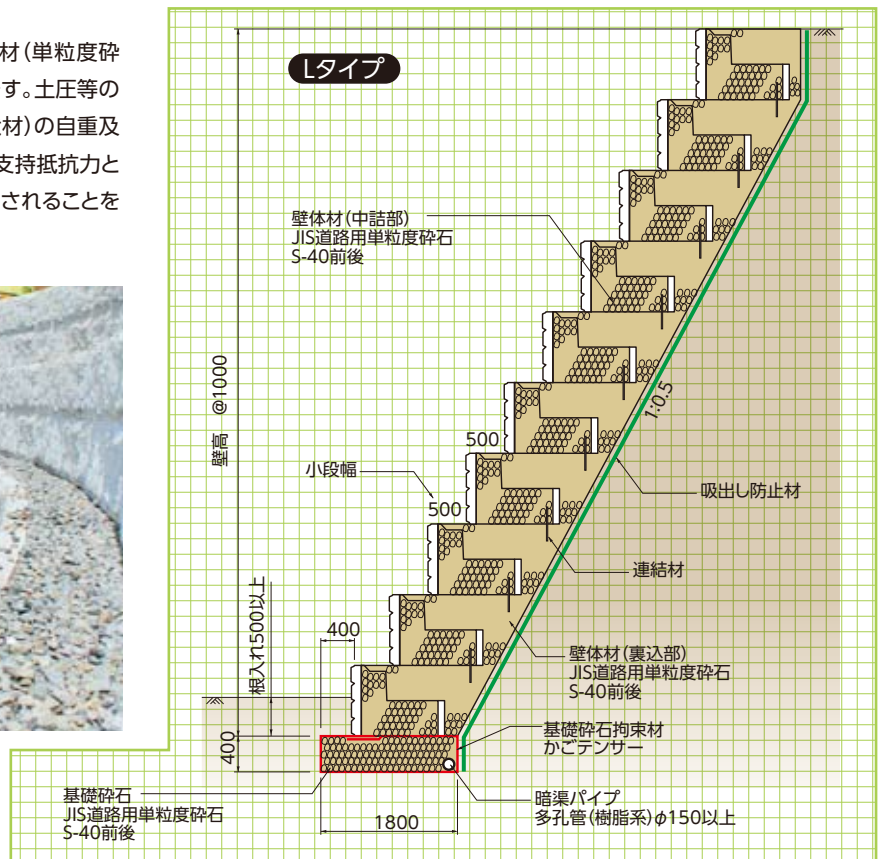 材(単粒度砕
す。土圧等の
材)の自重及
支持抵抗力と
されることを
Lタイプ
壁体材(中詰部)
JIS道路用単粒度砕石
S-40前後
壁高 @1000
1:0.5
500
小段幅
500
吸出し防止材
連結材
根入れ500以上
400
壁体材(裏込部)
JIS道路用単粒度砕石
S-40前後
基礎砕石拘束材
かごテンサー
400
基礎砕石
JIS道路用単粒度砕石
S-40前後
1800
暗渠パイプ
多孔管(樹脂系)φ150以上